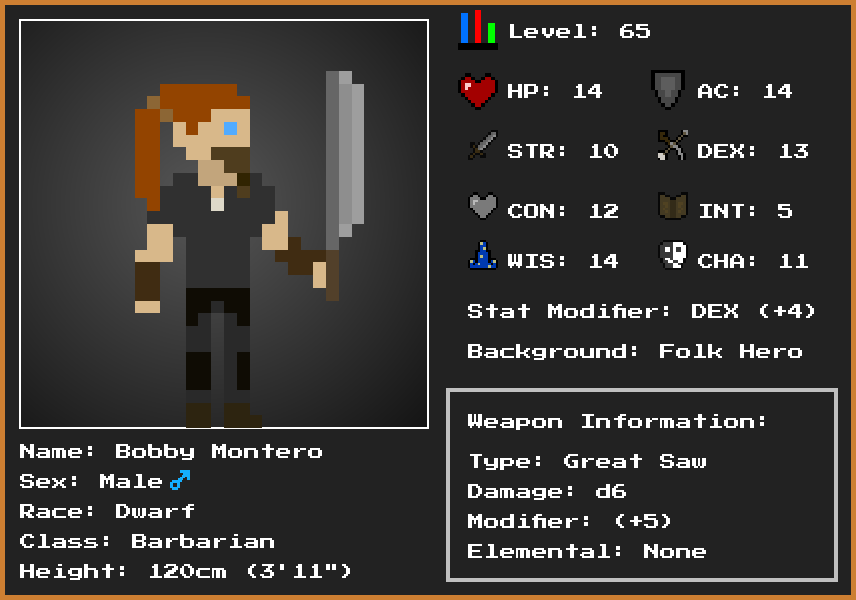 Level: 65
HP: 14
AC: 14
STR: 10
DEX: 13
CON: 12
INT: 5
WIS: 14
CHA: 11
Stat Modifier: DEX (+4)
Background: Folk Hero
Weapon Information:
Type: Great Saw
Damage: d6
Modifier: (+5)
Elemental: None
Name: Bobby Montero
Sex: Male♂
Race: Dwarf
Class: Barbarian
Height: 120cm (3'11")